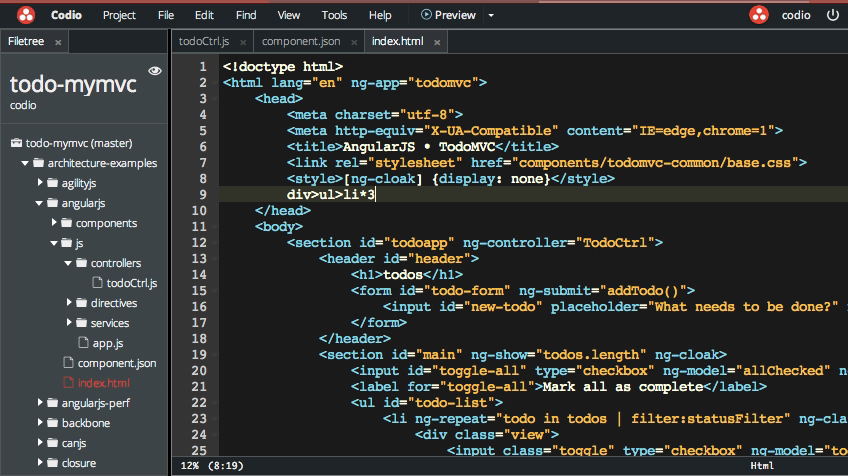 Codio Project File Edit Find View Tools Help Preview codio
Filetree × todoCtrl.js × component.json × index.html ×
todo-mymvc
codio
todo-mymvc (master)
architecture-examples
agilityjs
angularjs
components
js
controllers
todoCtrl.js
directives
services
app.js
component.json
index.html
angularjs-perf
backbone
canjs
closure
1 <!doctype html>
2 <html lang="en" ng-app="todomvc">
3 <head>
4 <meta charset="utf-8">
5 <meta http-equiv="X-UA-Compatible" content="IE=edge,chrome=1">
6 <title>AngularJS • TodoMVC</title>
7 <link rel="stylesheet" href="components/todomvc-common/base.css">
8 <style>[ng-cloak] {display: none}</style>
9 div>ul>li*3
10 </head>
11 <body>
12 <section id="todoapp" ng-controller="TodoCtrl">
13 <header id="header">
14 <h1>todos</h1>
15 <form id="todo-form" ng-submit="addTodo()">
16 <input id="new-todo" placeholder="What needs to be done?"
17 </form>
18 </header>
19 <section id="main" ng-show="todos.length" ng-cloak>
20 <input id="toggle-all" type="checkbox" ng-model="allChecked" n
21 <label for="toggle-all">Mark all as complete</label>
22 <ul id="todo-list">
23 <li ng-repeat="todo in todos | filter:statusFilter" ng-cla
24 <div class="view">
25 <input class="toggle" type="checkbox" ng-model="to
12% (8:19) Html